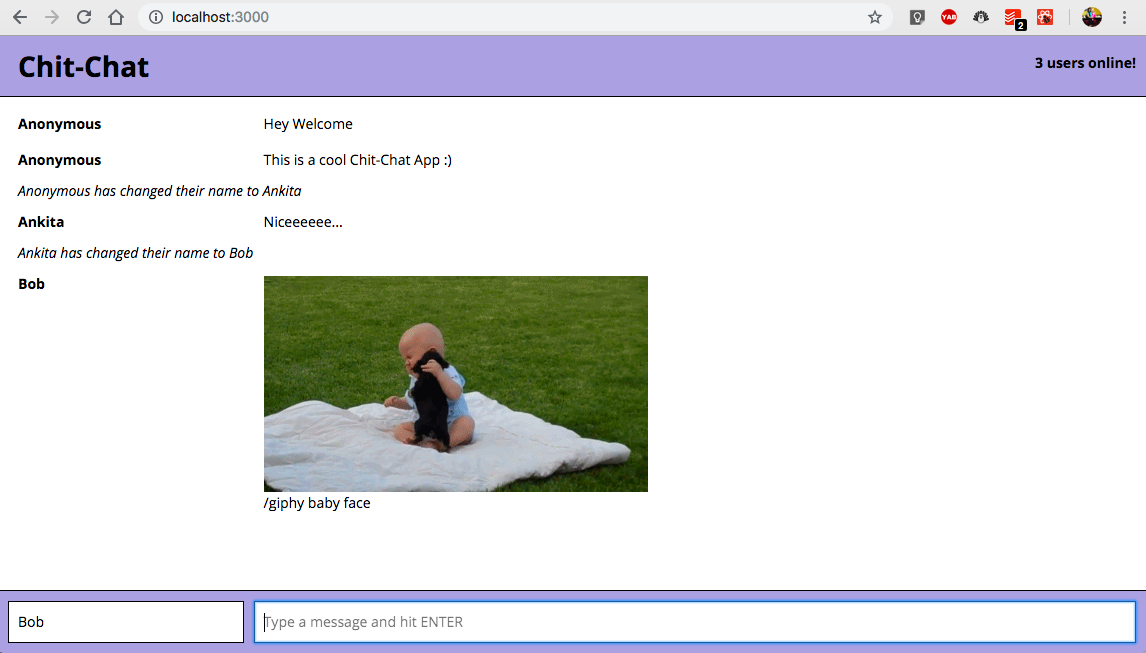 localhost:3000
YAB
2
Chit-Chat
3 users online!
Anonymous Hey Welcome
Anonymous This is a cool Chit-Chat App :)
Anonymous has changed their name to Ankita
Ankita Niceeeeee...
Ankita has changed their name to Bob
Bob
/giphy baby face
Bob Type a message and hit ENTER